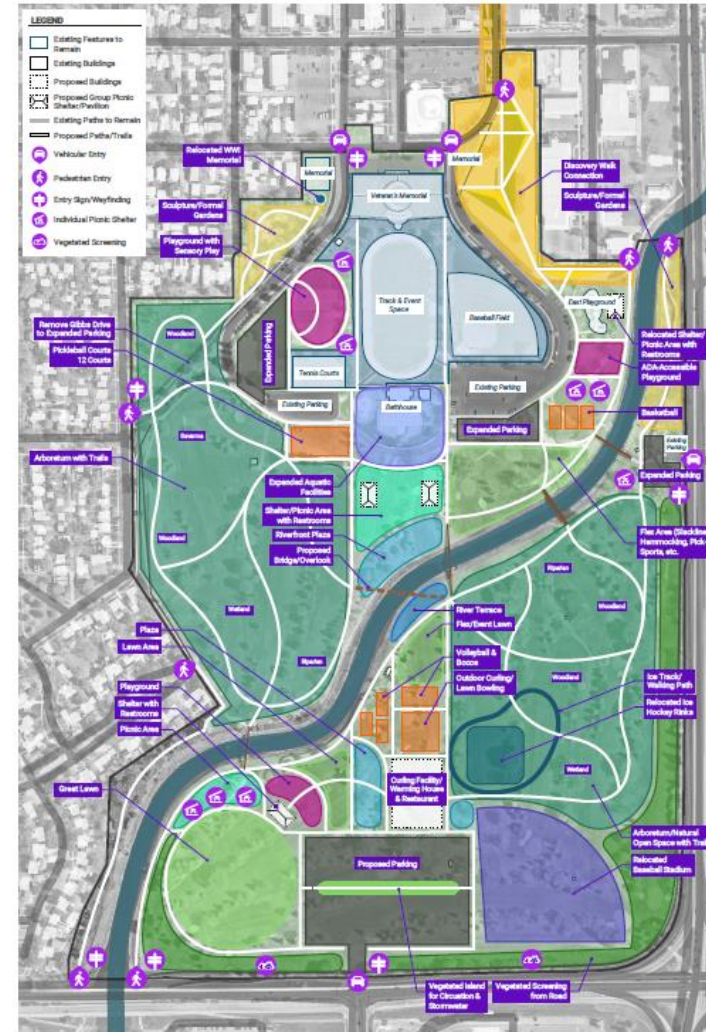 LEGEND
Existing Features to
Remain
Existing Buildings
Proposed Buildings
Proposed Group Picnic
Shelter/Pavilion
Existing Paths to Remain
Proposed Paths/Trails
Vehicular Entry
Pedestrian Entry
Entry Sign/Wayfinding
Individual Picnic Shelter
Vegetated Screening
Relocated WWI
Memorial
Memorial
Memorial
Veteran's Memorial
Discovery Walk
Connection
Sculpture/Formal
Gardens
Sculpture/Formal
Gardens
Playground with
Sensory Play
Track & Event
Space
Baseball Field
East Playground
Relocated Shelter/
Picnic Area with
Restrooms
ADA-Accessible
Playground
Remove Gibbs Drive
to Expanded Parking
Pickleball Courts
12 Courts
Woodland
Expanded Parking
Tennis Courts
Existing Parking
Bathhouse
Existing Parking
Expanded Parking
Basketball
Existing
Parking
Expanded Parking
Savanna
Arboretum with Trails
Expanded Aquatic
Facilities
Shelter/Picnic Area
with Restrooms
Riverfront Plaza
Proposed
Bridge/Overlook
Flex Area (Slackline
Hammocking, Pick-
Sports, etc.
Woodland
Riparian
Woodland
Wetland
River Terrace
Flex/Event Lawn
Plaza
Lawn Area
Riparian
Volleyball &
Bocce
Outdoor Curling/
Lawn Bowling
Woodland
Ice Track/
Walking Path
Relocated Ice
Hockey Rinks
Playground
Shelter with
Restrooms
Picnic Area
Great Lawn
Curling Facility/
Warming House
& Restaurant
Wetland
Arboretum/Natural
Open Space with Trai
Relocated
Baseball Stadium
Proposed Parking
Vegetated Island
for Circuation &
Stormwater
Vegetated Screening
from Road